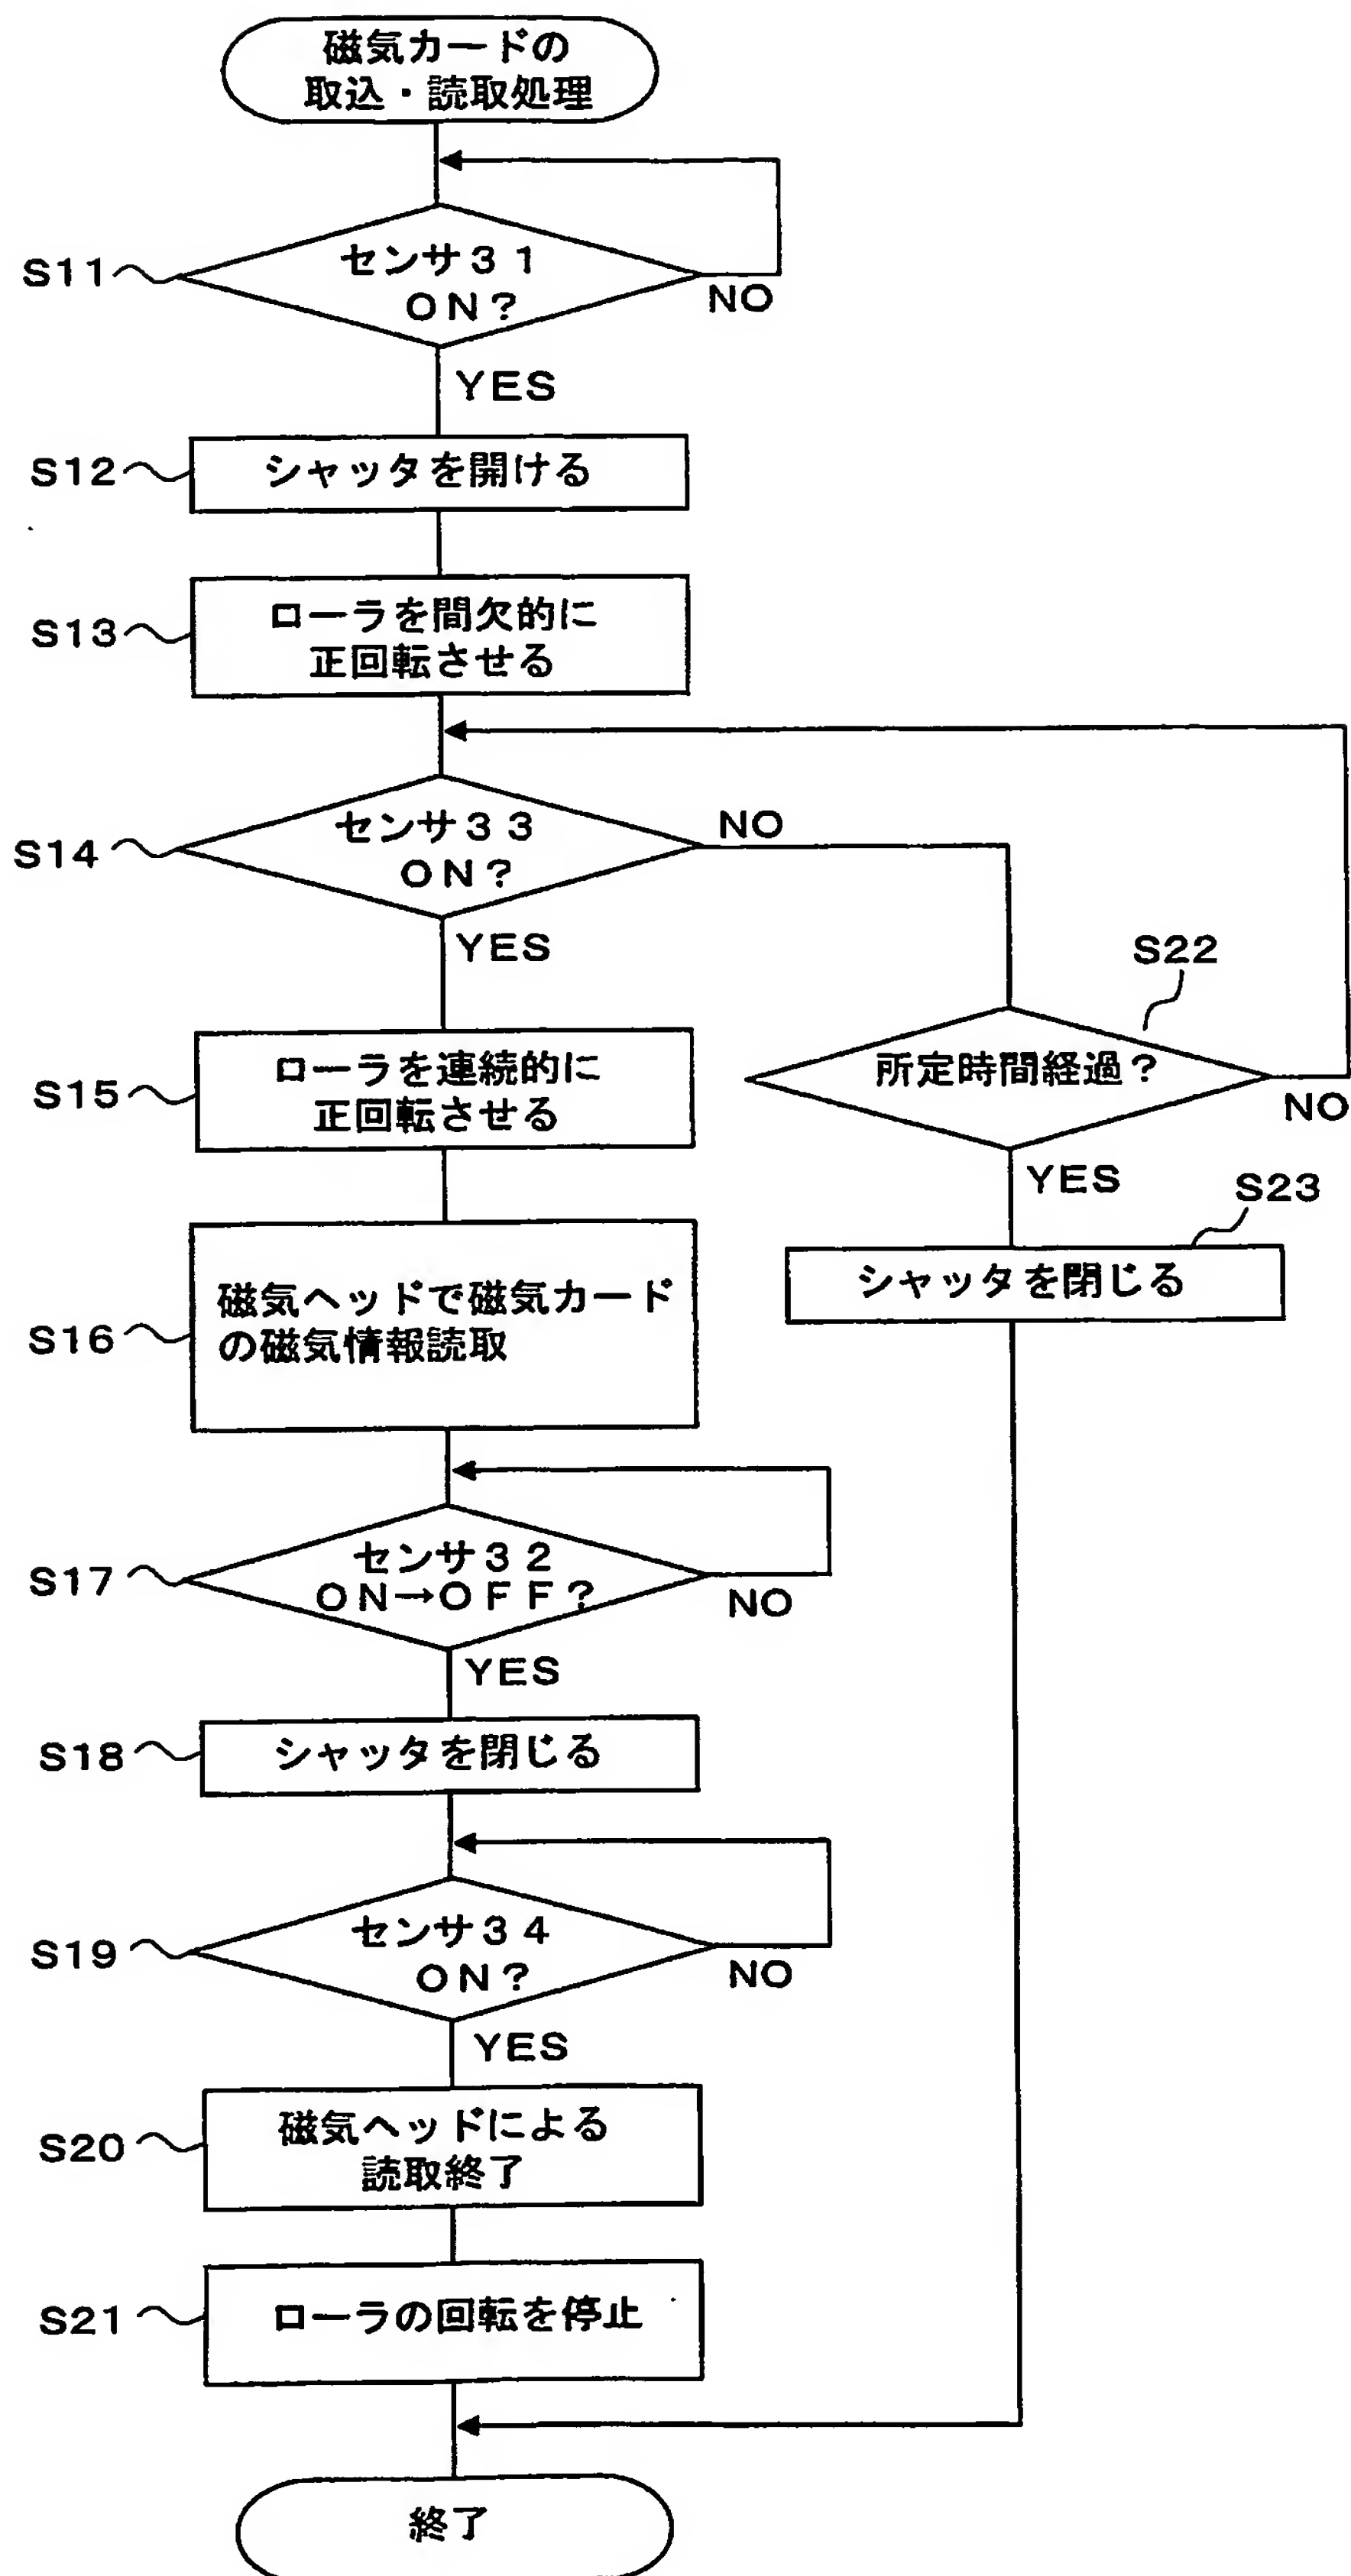 磁気カードの
取込・読取処理
S11
センサ31
ON?
NO
YES
S12
シャッタを開ける
S13
ローラを間欠的に
正回転させる
S14
センサ33
ON?
NO
YES
S22
所定時間経過?
NO
YES
S15
ローラを連続的に
正回転させる
S23
シャッタを閉じる
S16
磁気ヘッドで磁気カード
の磁気情報読取
S17
センサ32
ON→OFF?
NO
YES
S18
シャッタを閉じる
S19
センサ34
ON?
NO
YES
S20
磁気ヘッドによる
読取終了
S21
ローラの回転を停止
終了